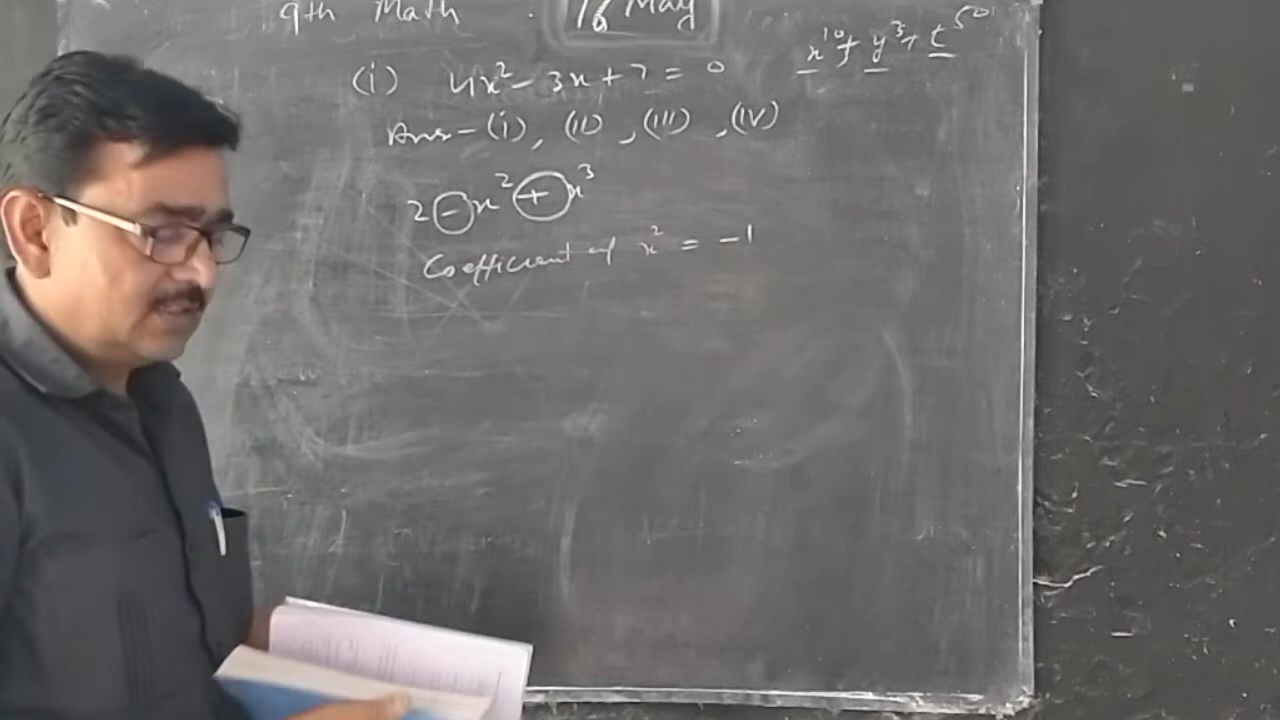 9th Math 16 May
x¹⁰ + y³ + t⁵⁰
(i) 4x² - 3x + 7 = 0
Ans - (i), (ii), (iii), (iv)
2 - x² + x³
Coefficient of x² = -1